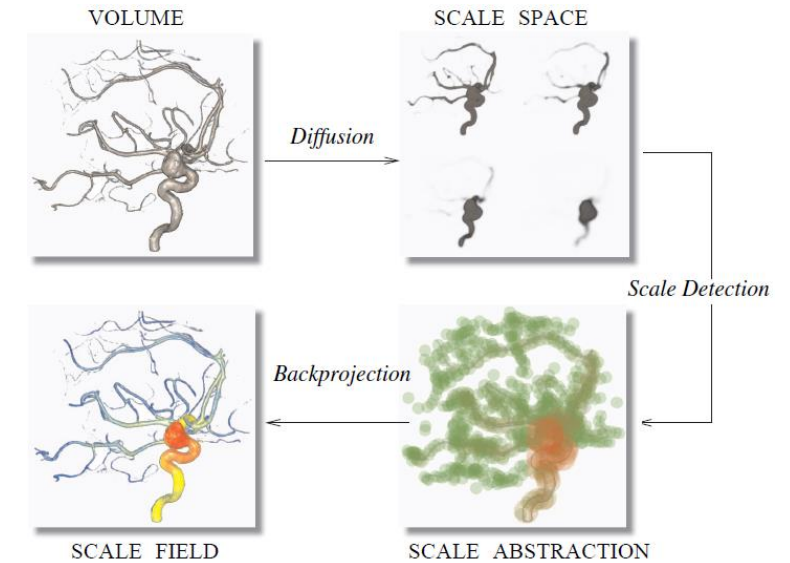 VOLUME
SCALE SPACE
Diffusion
Scale Detection
Backprojection
SCALE FIELD
SCALE ABSTRACTION